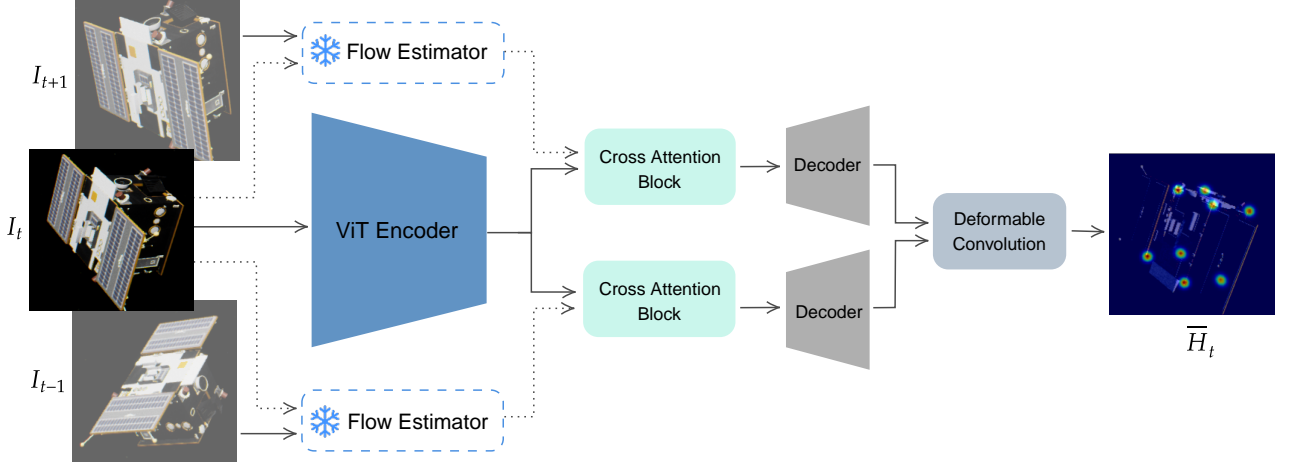 I_{t+1}
Flow Estimator
I_t
ViT Encoder
Cross Attention
Block
Decoder
Deformable
Convolution
Cross Attention
Block
Decoder
\overline{H}_t
I_{t-1}
Flow Estimator